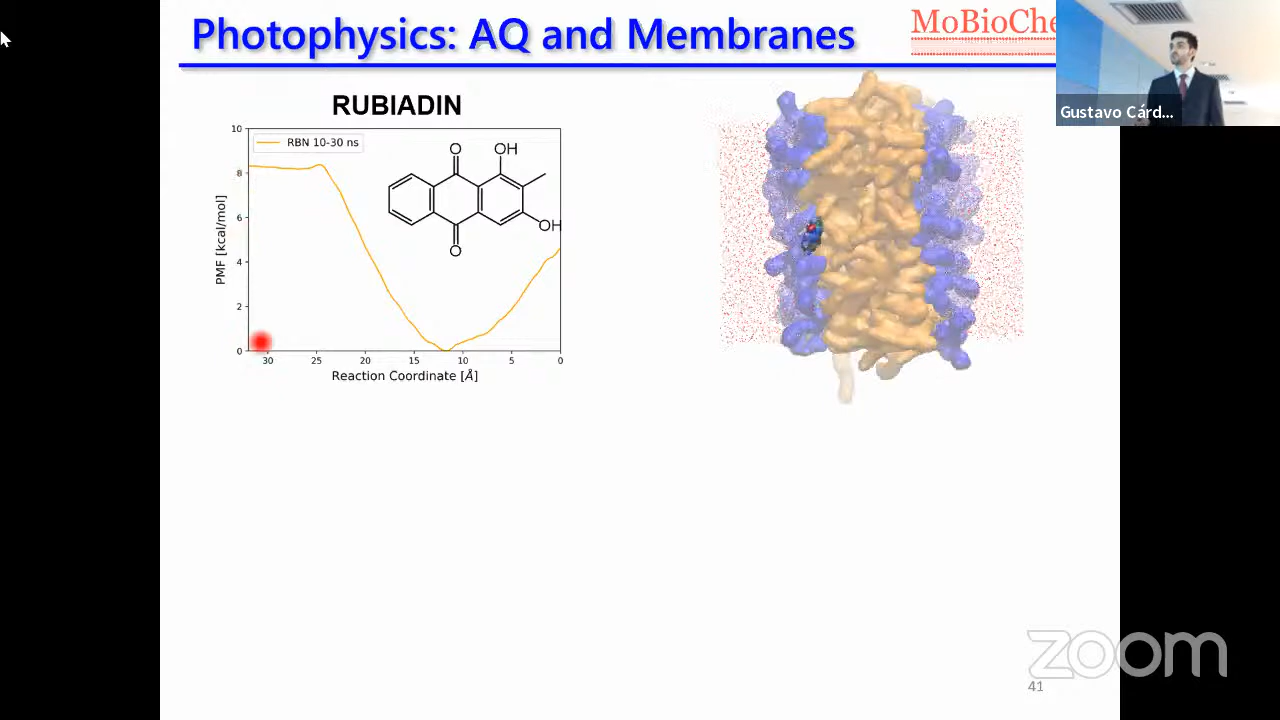 Photophysics: AQ and Membranes
MoBioChe
Gustavo Cárd...
RUBIADIN
RBN 10-30 ns
PMF [kcal/mol]
10
8
6
4
2
0
O
OH
OH
O
30 25 20 15 10 5 0
Reaction Coordinate [Å]
zoom
41